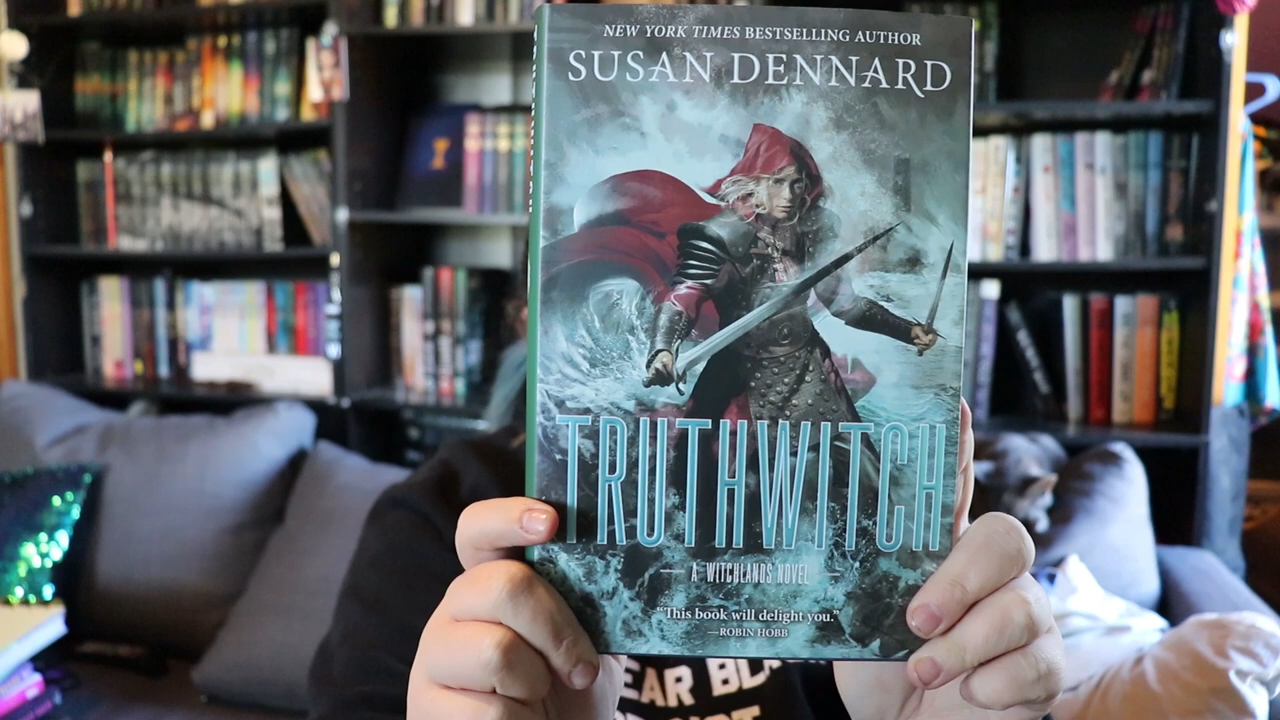 NEW YORK TIMES BESTSELLING AUTHOR
SUSAN DENNARD
TRUTHWITCH
A WITCHLANDS NOVEL
“This book will delight you.”
—ROBIN HOBB